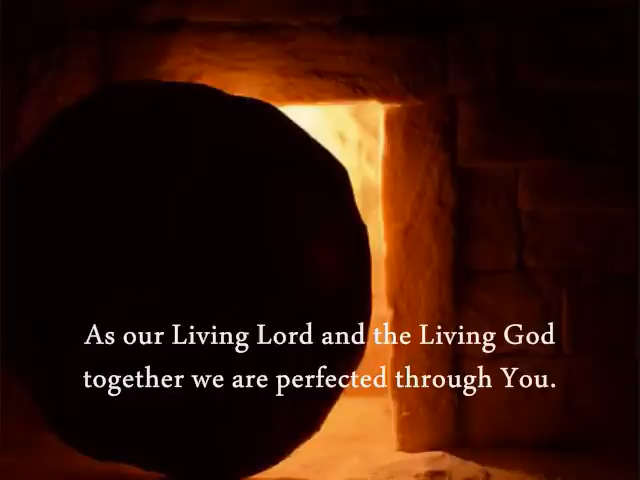 As our Living Lord and the Living God
together we are perfected through You.